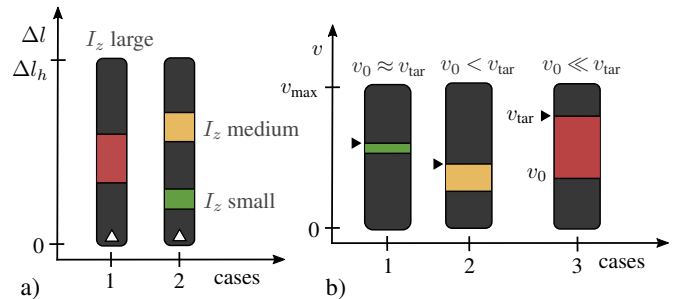 Δl
I_z large
Δl_h
I_z medium
I_z small
0
1
2
cases
a)
v
v_0 ≈ v_tar
v_0 < v_tar
v_0 ≪ v_tar
v_max
v_tar
v_0
0
1
2
3
cases
b)